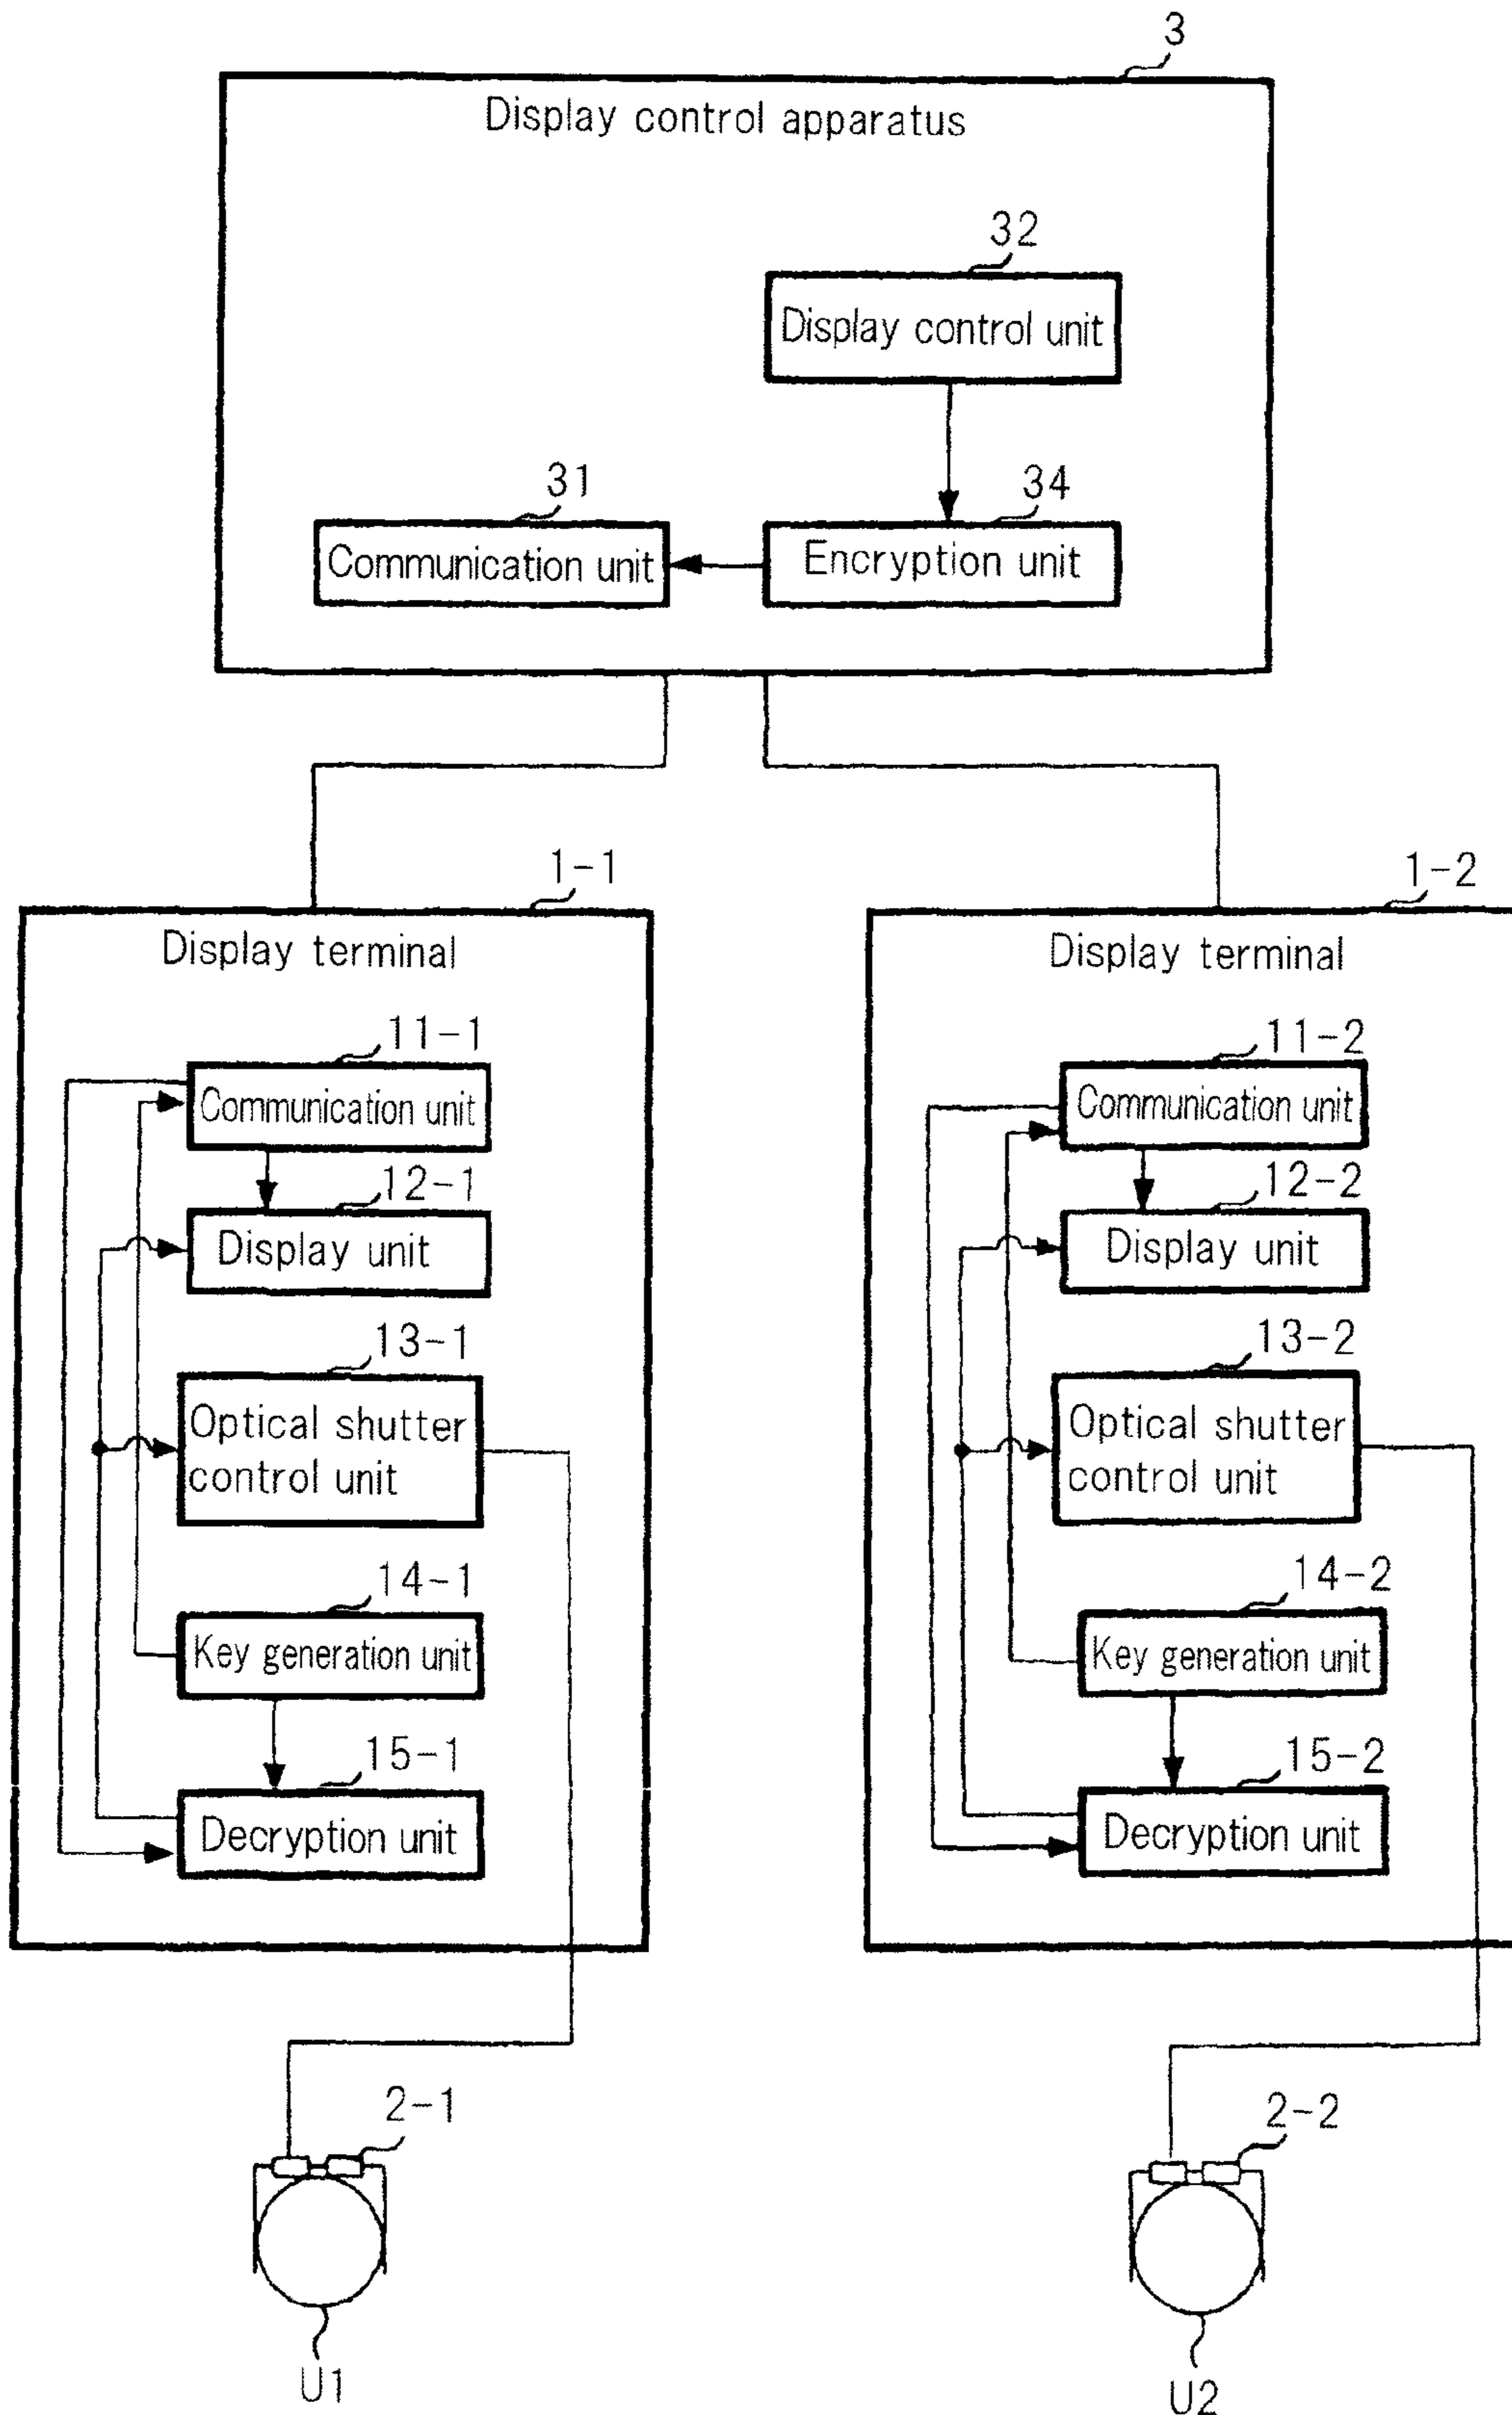 3
Display control apparatus
32
Display control unit
31
34
Communication unit
Encryption unit
1-1
1-2
Display terminal
Display terminal
11-1
Communication unit
12-1
Display unit
13-1
Optical shutter
control unit
14-1
Key generation unit
15-1
Decryption unit
11-2
Communication unit
12-2
Display unit
13-2
Optical shutter
control unit
14-2
Key generation unit
15-2
Decryption unit
2-1
2-2
U1
U2